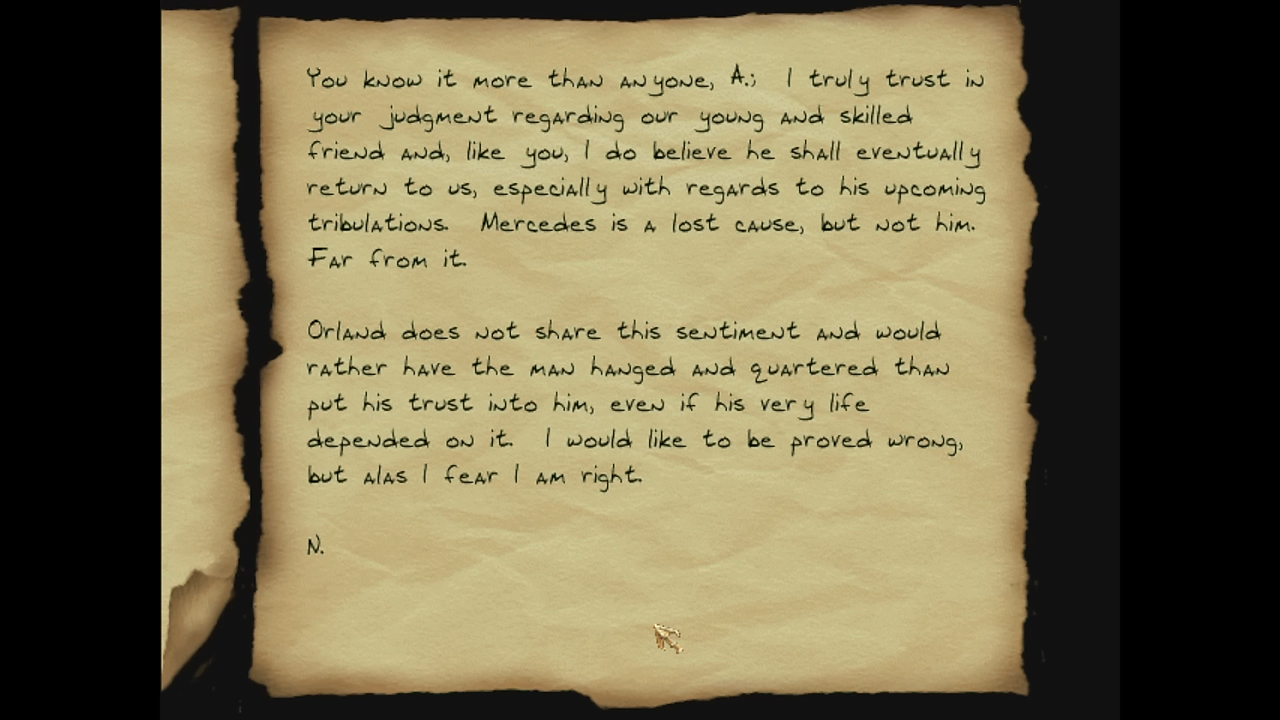 You know it more than anyone, A.; I truly trust in
your judgment regarding our young and skilled
friend and, like you, I do believe he shall eventually
return to us, especially with regards to his upcoming
tribulations. Mercedes is a lost cause, but not him.
Far from it.
Orland does not share this sentiment and would
rather have the man hanged and quartered than
put his trust into him, even if his very life
depended on it. I would like to be proved wrong,
but alas I fear I am right.
N.